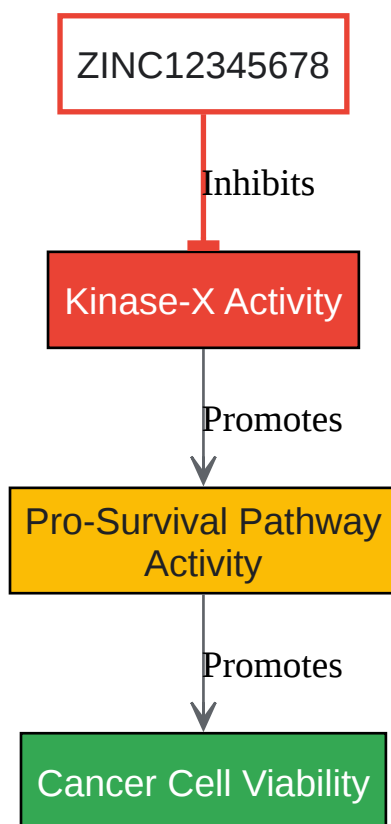 ZINC12345678
Inhibits
Kinase-X Activity
Promotes
Pro-Survival Pathway
Activity
Promotes
Cancer Cell Viability